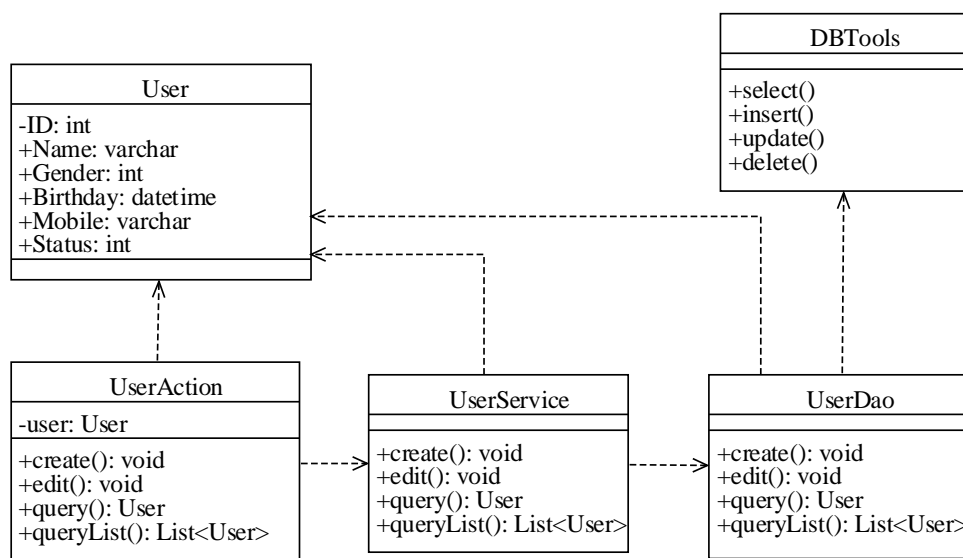 DBTools
+select()
+insert()
+update()
+delete()
User
-ID: int
+Name: varchar
+Gender: int
+Birthday: datetime
+Mobile: varchar
+Status: int
UserAction
-user: User
+create(): void
+edit(): void
+query(): User
+queryList(): List<User>
UserService
+create(): void
+edit(): void
+query(): User
+queryList(): List<User>
UserDao
+create(): void
+edit(): void
+query(): User
+queryList(): List<User>